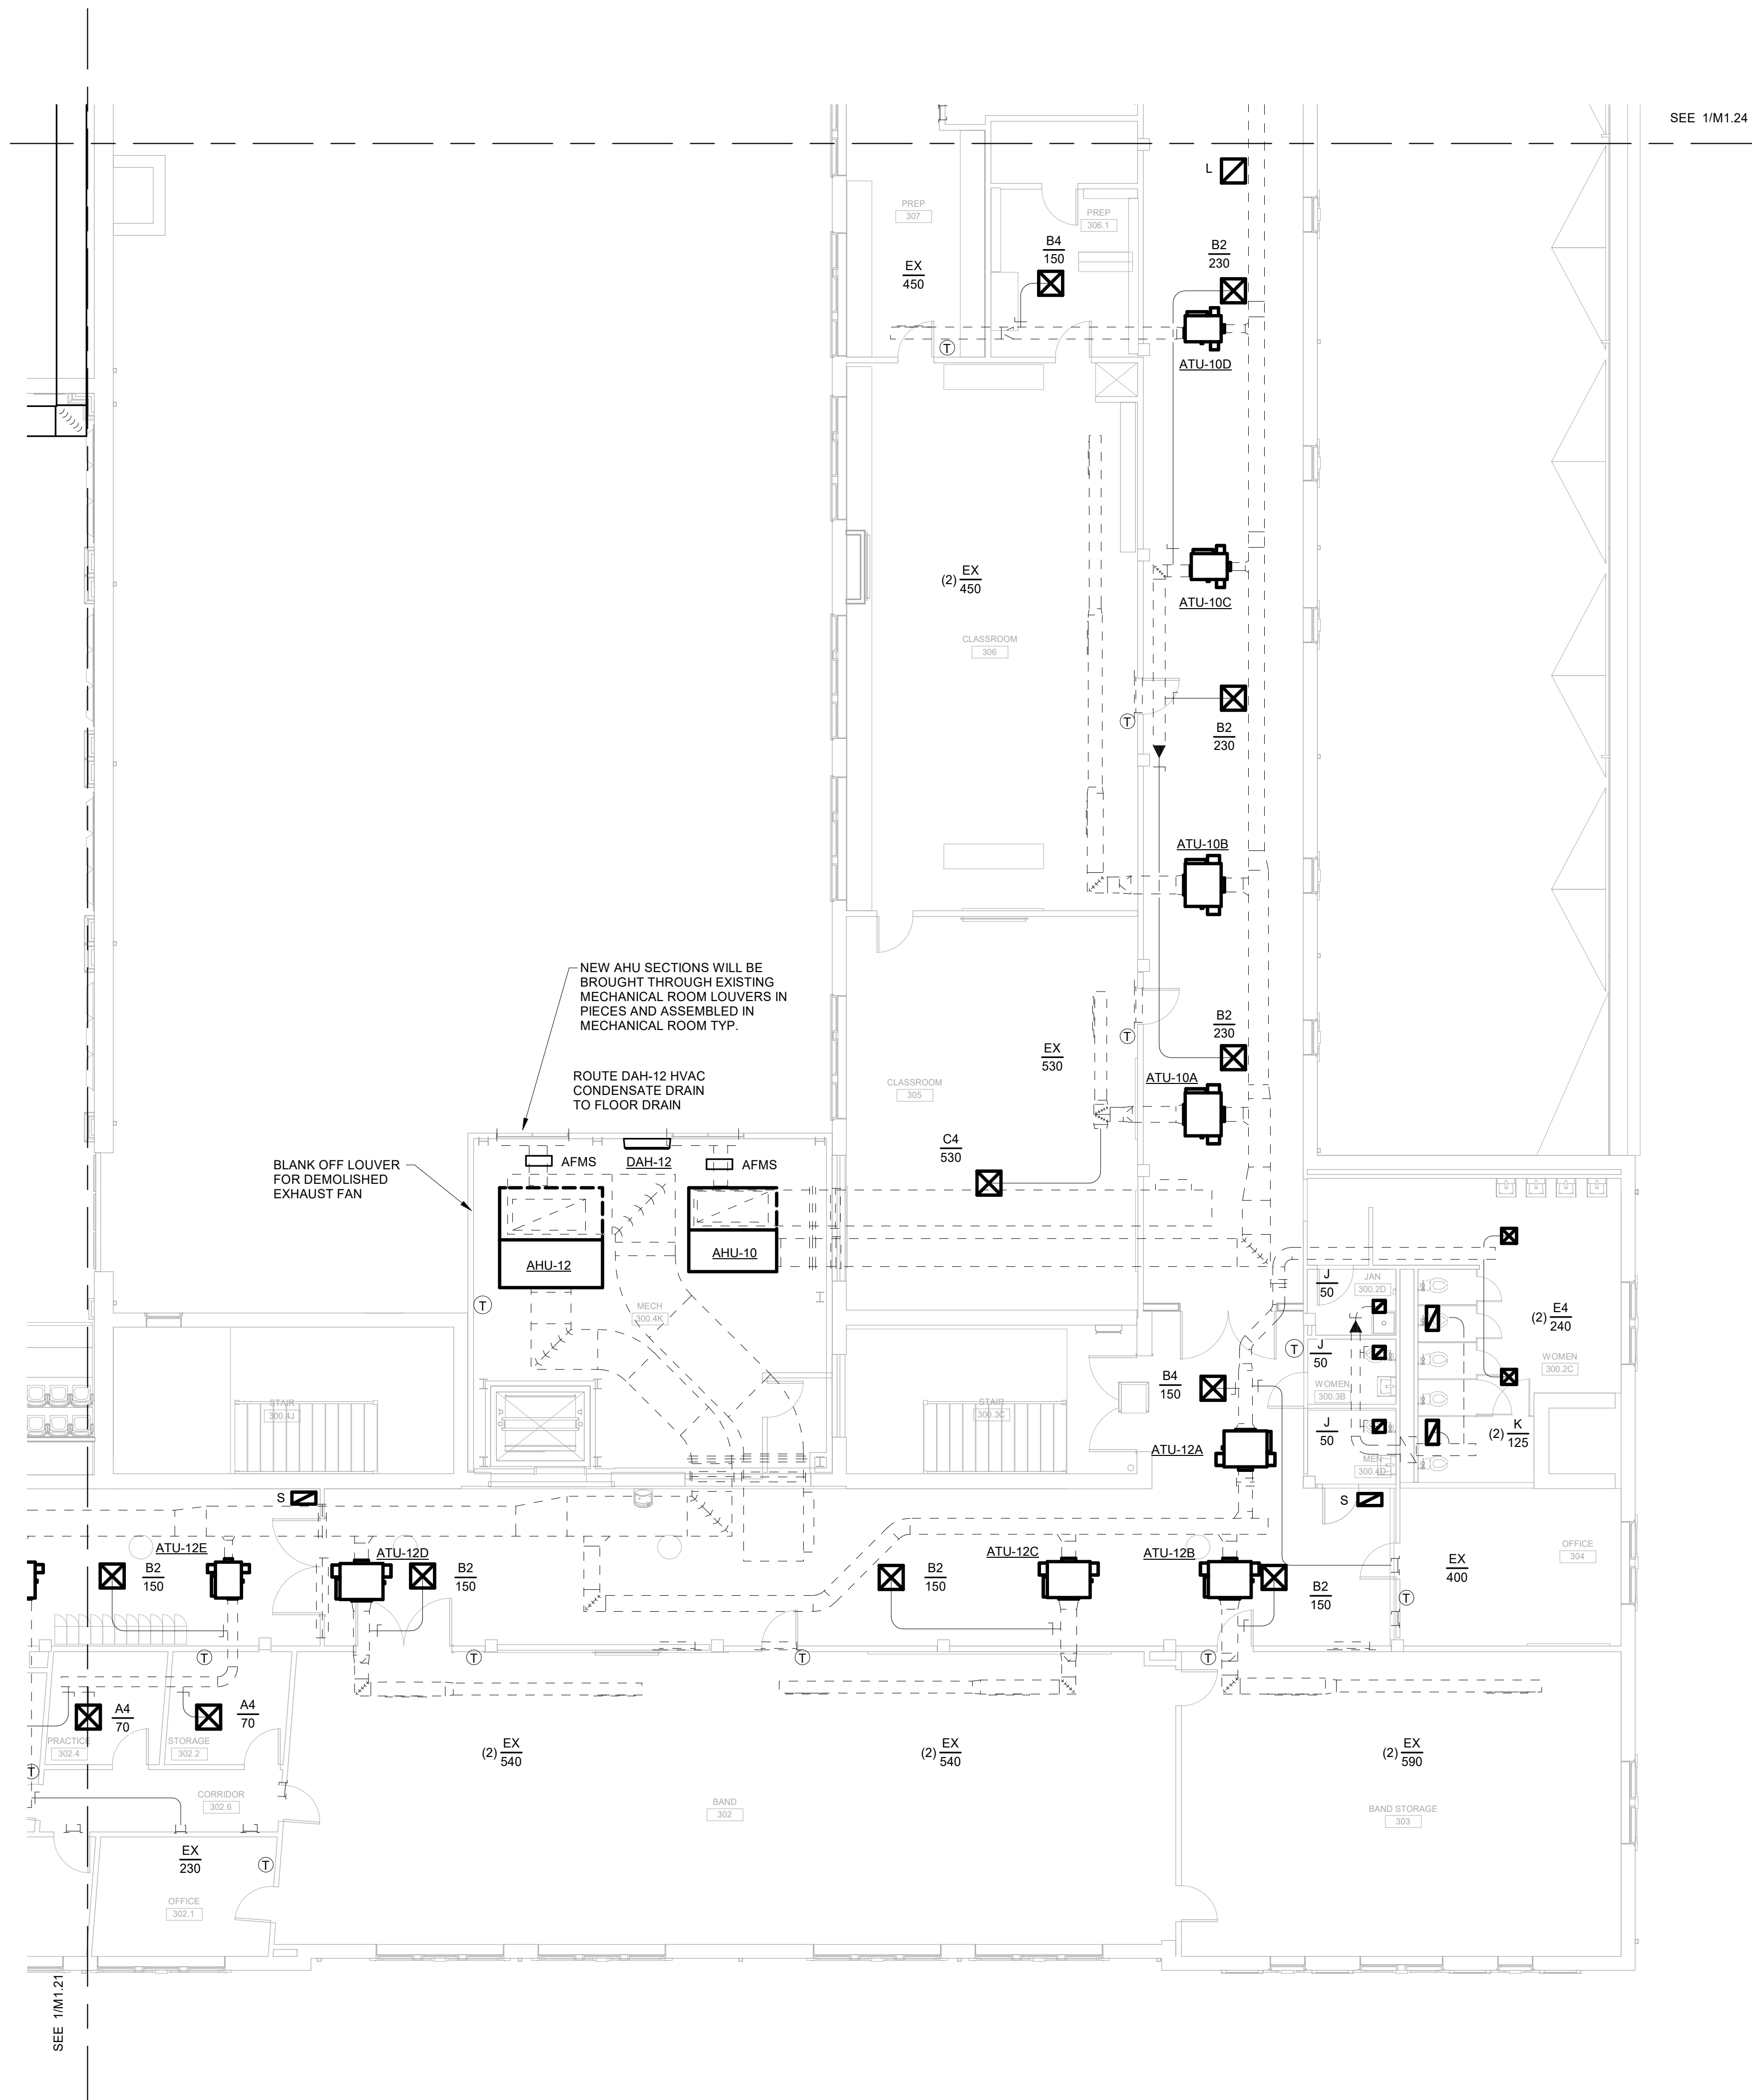 SEE 1/M1.24
L
PREP
307
PREP
306.1
B4
150
B2
230
EX
450
T
ATU-10D
(2) EX
450
ATU-10C
CLASSROOM
306
T
B2
230
ATU-10B
NEW AHU SECTIONS WILL BE
BROUGHT THROUGH EXISTING
MECHANICAL ROOM LOUVERS IN
PIECES AND ASSEMBLED IN
MECHANICAL ROOM TYP.
B2
230
T
EX
530
ROUTE DAH-12 HVAC
CONDENSATE DRAIN
TO FLOOR DRAIN
CLASSROOM
305
ATU-10A
C4
530
BLANK OFF LOUVER
FOR DEMOLISHED
EXHAUST FAN
AFMS
DAH-12
AFMS
AHU-12
AHU-10
T
MECH
300.4K
J
50
JAN
300.2D
(2) E4
240
T
J
50
WOMEN
300.2C
WOMEN
300.3B
B4
150
STAIR
300.4J
STAIR
300.3C
J
50
(2) K
125
ATU-12A
MEN
300.4D
S
S
ATU-12E
ATU-12D
ATU-12C
ATU-12B
OFFICE
304
B2
150
B2
150
B2
150
B2
150
EX
400
T
T
T
T
T
A4
70
A4
70
PRACTICE
302.4
STORAGE
302.2
(2) EX
540
(2) EX
540
(2) EX
590
T
CORRIDOR
302.6
BAND
302
BAND STORAGE
303
EX
230
T
OFFICE
302.1
SEE 1/M1.21